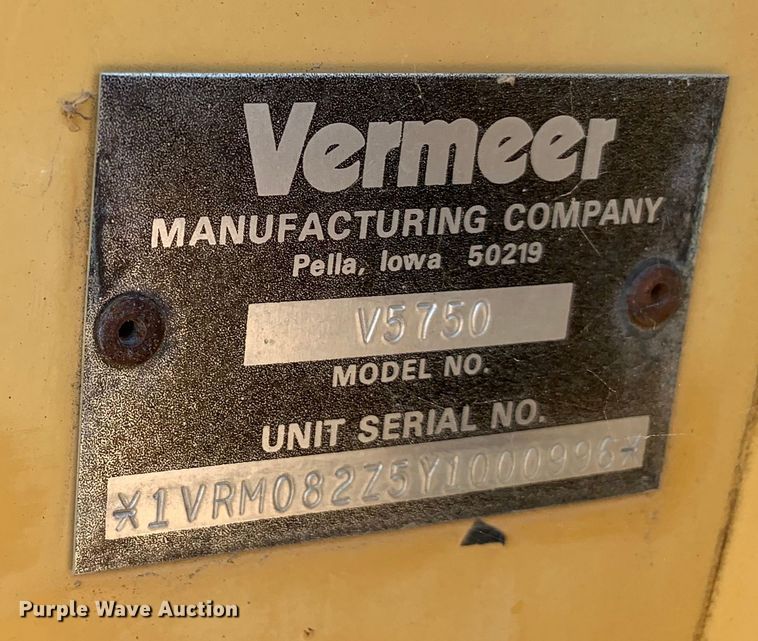 Vermeer
MANUFACTURING COMPANY
Pella, Iowa 50219
V5750
MODEL NO.
UNIT SERIAL NO.
*1VRM082Z5Y1000996*
Purple Wave Auction